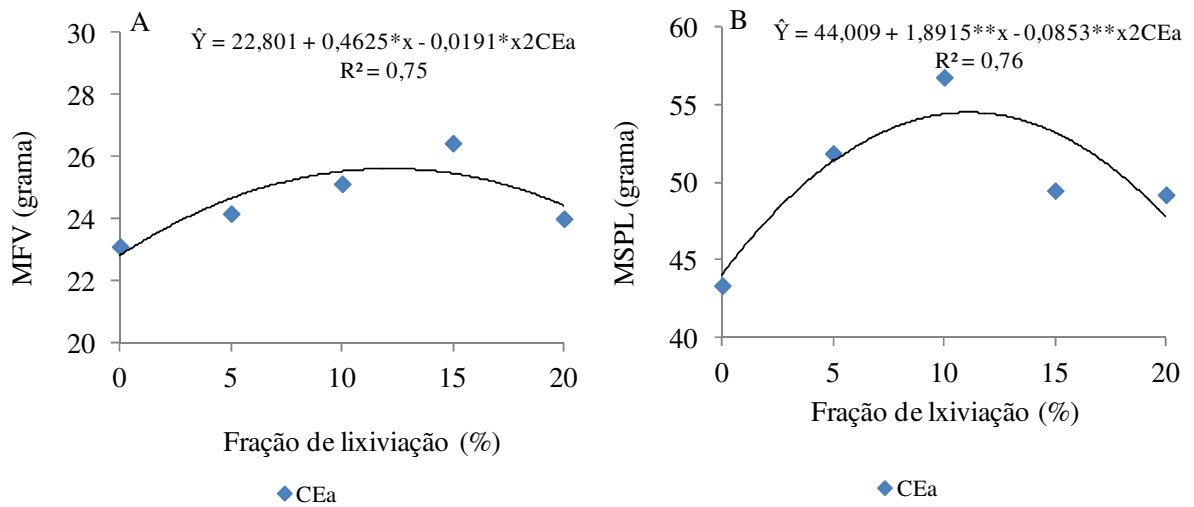 A
Ŷ = 22,801 + 0,4625*x - 0,0191*x2CEa
R² = 0,75
30
28
26
24
22
20
MFV (grama)
0 5 10 15 20
Fração de lixiviação (%)
CEa
B
Ŷ = 44,009 + 1,8915**x - 0,0853**x2CEa
R² = 0,76
60
55
50
45
40
MSPL (grama)
0 5 10 15 20
Fração de lxiviação (%)
CEa